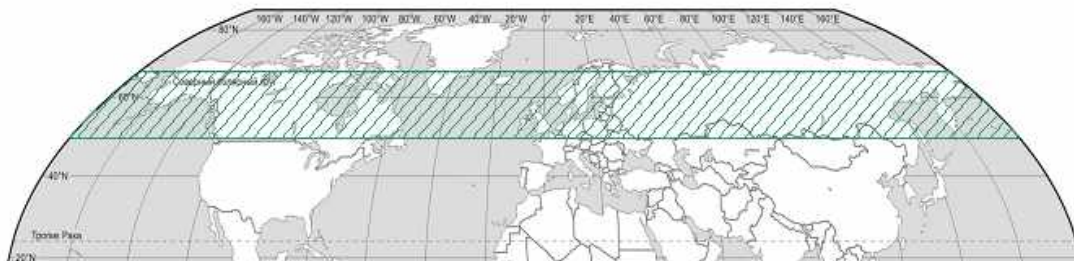 160°W 140°W 120°W 100°W 80°W 60°W 40°W 20°W 0° 20°E 40°E 60°E 80°E 100°E 120°E 140°E 160°E
80°N
Северный полярный круг
60°N
40°N
Тропик Рака
20°N